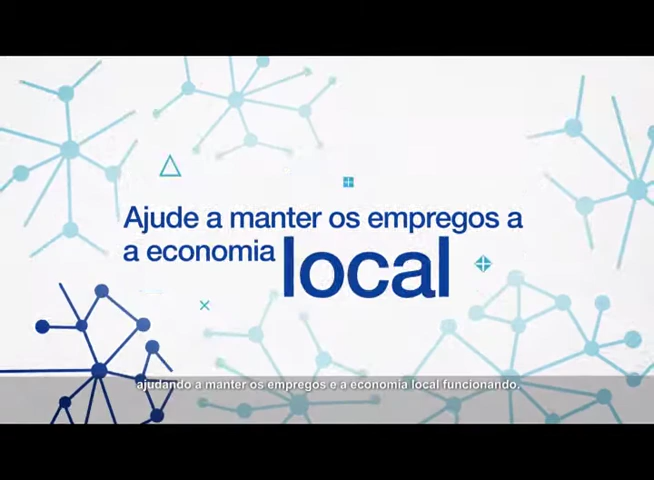 Ajude a manter os empregos a
a economia local
ajudando a manter os empregos e a economia local funcionando.